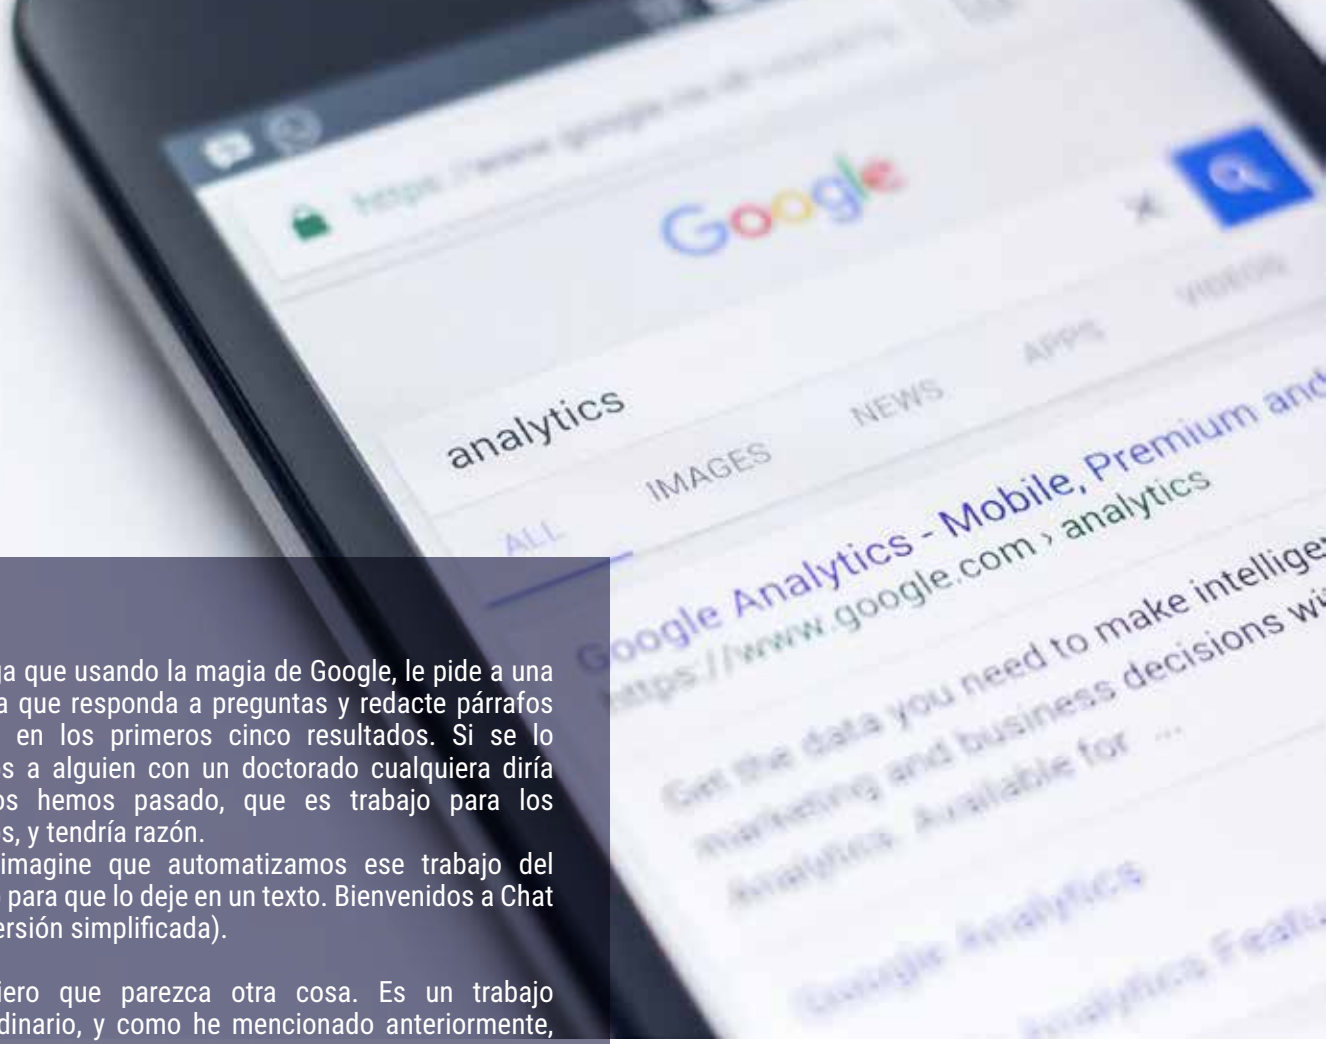 https://www.google.
Google
analytics
ALL IMAGES NEWS APPS VIDEOS
Google Analytics - Mobile, Premium and
https://www.google.com › analytics
Get the data you need to make intellige
marketing and business decisions wi
Analytics. Available for ...
Google Analytics
Analytics
ga que usando la magia de Google, le pide a una
a que responda a preguntas y redacte párrafos
en los primeros cinco resultados. Si se lo
s a alguien con un doctorado cualquiera diría
os hemos pasado, que es trabajo para los
s, y tendría razón.
imagine que automatizamos ese trabajo del
para que lo deje en un texto. Bienvenidos a Chat
ersión simplificada).
iero que parezca otra cosa. Es un trabajo
dinario, y como he mencionado anteriormente,